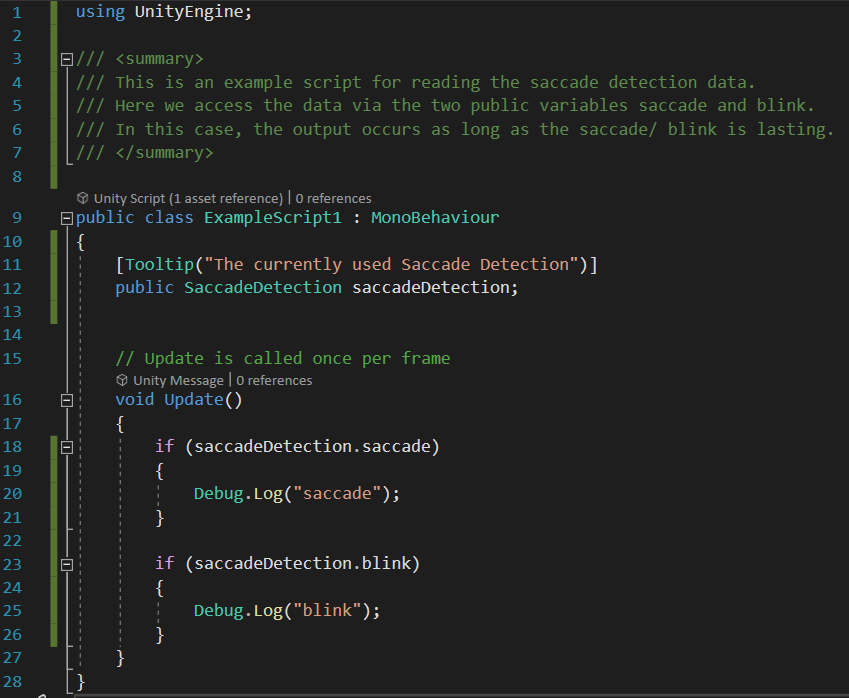 1 using UnityEngine;
2
3 /// <summary>
4 /// This is an example script for reading the saccade detection data.
5 /// Here we access the data via the two public variables saccade and blink.
6 /// In this case, the output occurs as long as the saccade/ blink is lasting.
7 /// </summary>
8
Unity Script (1 asset reference) | 0 references
9 public class ExampleScript1 : MonoBehaviour
10 {
11 [Tooltip("The currently used Saccade Detection")]
12 public SaccadeDetection saccadeDetection;
13
14
15 // Update is called once per frame
Unity Message | 0 references
16 void Update()
17 {
18 if (saccadeDetection.saccade)
19 {
20 Debug.Log("saccade");
21 }
22
23 if (saccadeDetection.blink)
24 {
25 Debug.Log("blink");
26 }
27 }
28 }